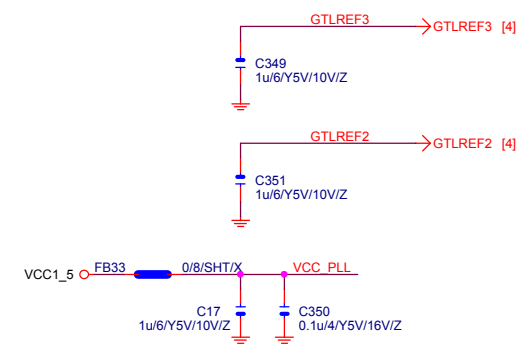 GTLREF3
GTLREF3 [4]
C349
1u/6/Y5V/10V/Z
GTLREF2
GTLREF2 [4]
C351
1u/6/Y5V/10V/Z
VCC1_5 FB33 0/8/SHT/X VCC_PLL
C17
1u/6/Y5V/10V/Z
C350
0.1u/4/Y5V/16V/Z